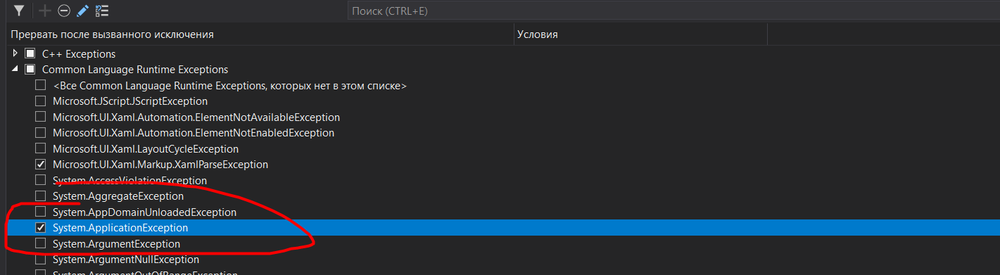 Поиск (CTRL+E)
Прервать после вызванного исключения Условия
C++ Exceptions
Common Language Runtime Exceptions
<Все Common Language Runtime Exceptions, которых нет в этом списке>
Microsoft.JScript.JScriptException
Microsoft.UI.Xaml.Automation.ElementNotAvailableException
Microsoft.UI.Xaml.Automation.ElementNotEnabledException
Microsoft.UI.Xaml.LayoutCycleException
Microsoft.UI.Xaml.Markup.XamlParseException
System.AccessViolationException
System.AggregateException
System.AppDomainUnloadedException
System.ApplicationException
System.ArgumentException
System.ArgumentNullException
System.ArgumentOutOfRangeException